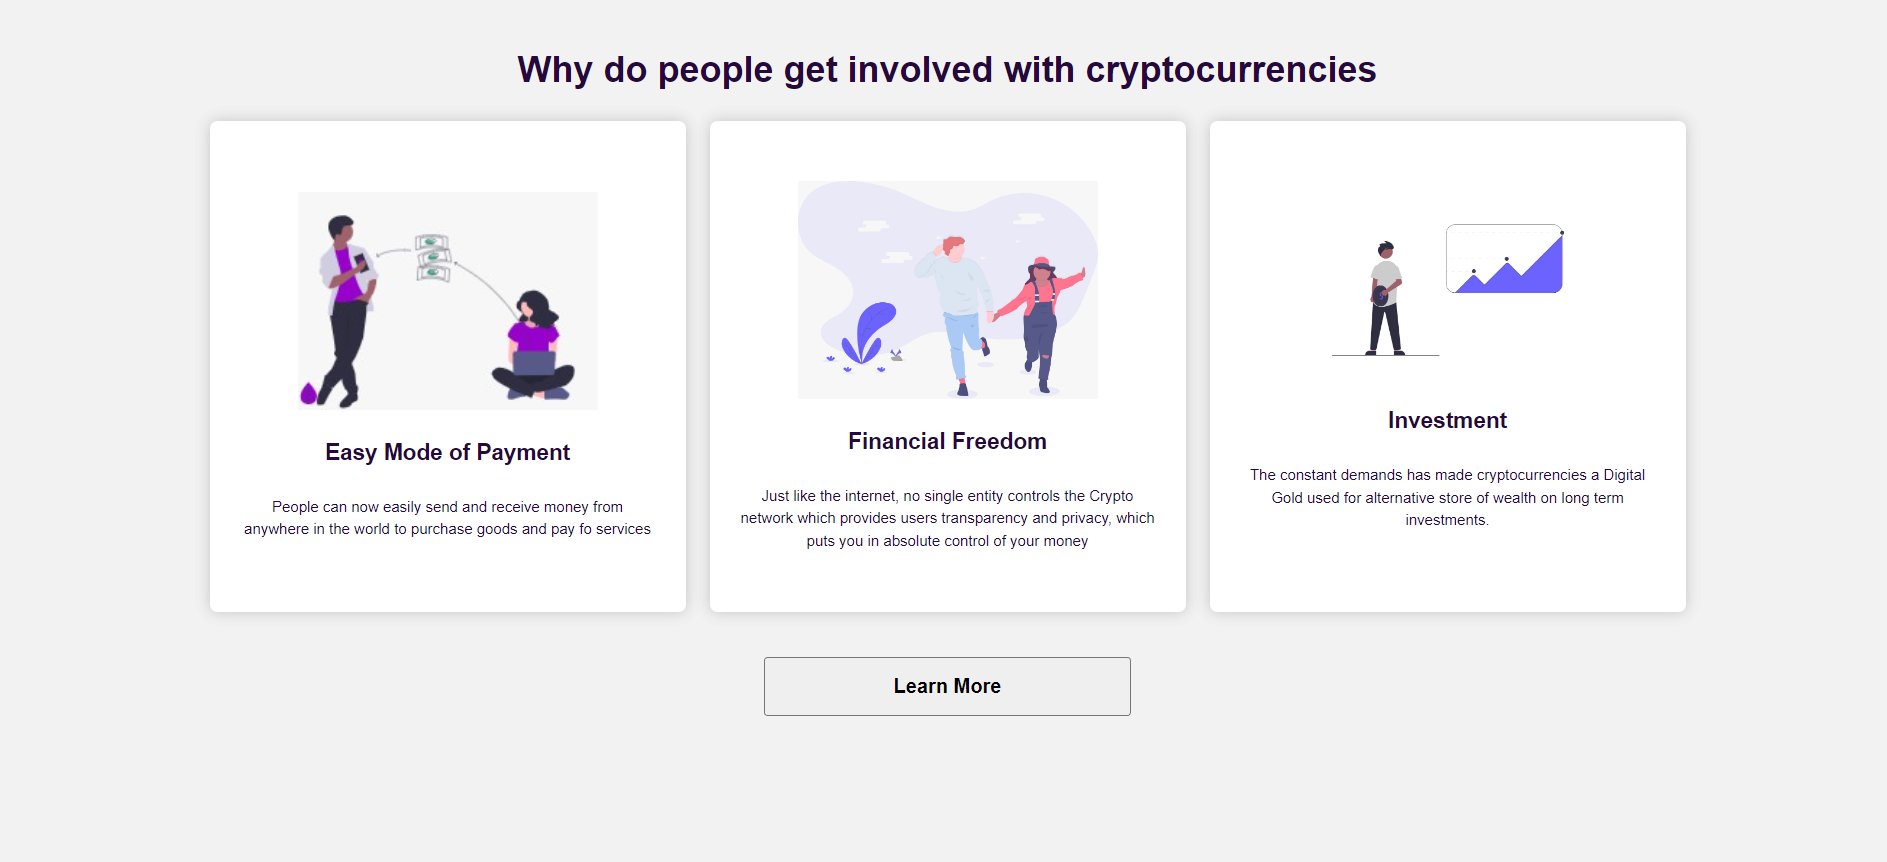 Why do people get involved with cryptocurrencies
Easy Mode of Payment
People can now easily send and receive money from
anywhere in the world to purchase goods and pay fo services
Financial Freedom
Just like the internet, no single entity controls the Crypto
network which provides users transparency and privacy, which
puts you in absolute control of your money
Investment
The constant demands has made cryptocurrencies a Digital
Gold used for alternative store of wealth on long term
investments.
Learn More